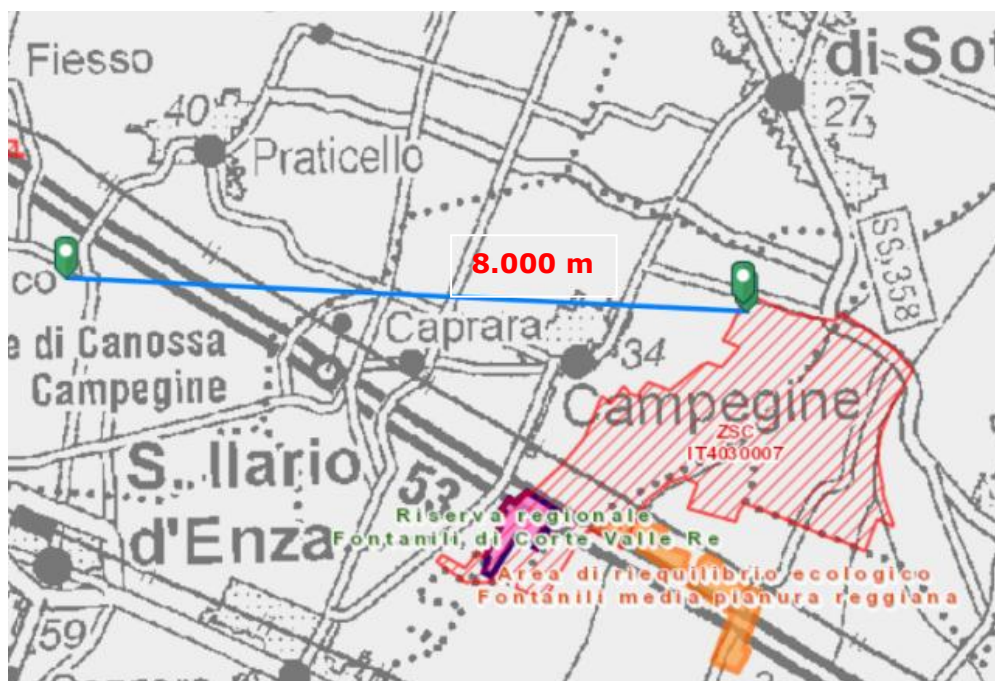 Fiesso
di Sot
40
27
Praticello
SS,358
8.000 m
co
Caprara
34
e di Canossa
Campegine
Campegine
ZSC
IT4030007
S. Ilario
d'Enza
53
Riserva regionale
Fontanili di Corte Valle Re
Area di riequilibrio ecologico
Fontanili media pianura reggiana
59